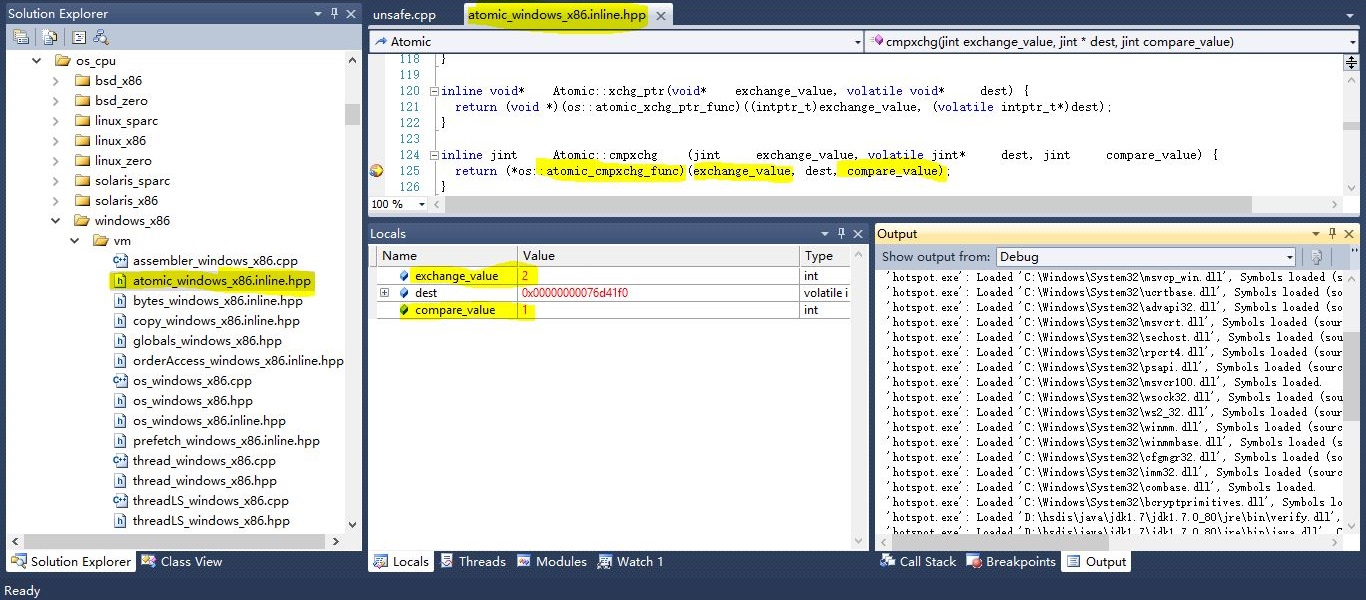 Solution Explorer
os_cpu
bsd_x86
bsd_zero
linux_sparc
linux_x86
linux_zero
solaris_sparc
solaris_x86
windows_x86
vm
assembler_windows_x86.cpp
atomic_windows_x86.inline.hpp
bytes_windows_x86.inline.hpp
copy_windows_x86.inline.hpp
globals_windows_x86.hpp
orderAccess_windows_x86.inline.hpp
os_windows_x86.cpp
os_windows_x86.hpp
os_windows_x86.inline.hpp
prefetch_windows_x86.inline.hpp
thread_windows_x86.cpp
thread_windows_x86.hpp
threadLS_windows_x86.cpp
threadLS_windows_x86.hpp
Solution Explorer Class View
unsafe.cpp atomic_windows_x86.inline.hpp
Atomic cmpxchg(jint exchange_value, jint * dest, jint compare_value)
118 }
119
120 inline void* Atomic::xchg_ptr(void* exchange_value, volatile void* dest) {
121 return (void *)(os::atomic_xchg_ptr_func)((intptr_t)exchange_value, (volatile intptr_t*)dest);
122 }
123
124 inline jint Atomic::cmpxchg (jint exchange_value, volatile jint* dest, jint compare_value) {
125 return (*os::atomic_cmpxchg_func)(exchange_value, dest, compare_value);
126 }
100 %
Locals
Name Value Type
exchange_value 2 int
dest 0x00000000076d41f0 volatile i
compare_value 1 int
Locals Threads Modules Watch 1
Output
Show output from: Debug
'hotspot.exe': Loaded 'C:\Windows\System32\msvcp_win.dll', Symbols loaded (s
'hotspot.exe': Loaded 'C:\Windows\System32\ucrtbase.dll', Symbols loaded (so
'hotspot.exe': Loaded 'C:\Windows\System32\advapi32.dll', Symbols loaded (so
'hotspot.exe': Loaded 'C:\Windows\System32\msvcrt.dll', Symbols loaded (sour
'hotspot.exe': Loaded 'C:\Windows\System32\sechost.dll', Symbols loaded (sou
'hotspot.exe': Loaded 'C:\Windows\System32\rpcrt4.dll', Symbols loaded (sour
'hotspot.exe': Loaded 'C:\Windows\System32\psapi.dll', Symbols loaded (sourc
'hotspot.exe': Loaded 'C:\Windows\System32\msvcr100.dll', Symbols loaded.
'hotspot.exe': Loaded 'C:\Windows\System32\wsock32.dll', Symbols loaded (sou
'hotspot.exe': Loaded 'C:\Windows\System32\ws2_32.dll', Symbols loaded (sour
'hotspot.exe': Loaded 'C:\Windows\System32\winmm.dll', Symbols loaded (sourc
'hotspot.exe': Loaded 'C:\Windows\System32\winmmbase.dll', Symbols loaded (s
'hotspot.exe': Loaded 'C:\Windows\System32\cfgmgr32.dll', Symbols loaded (so
'hotspot.exe': Loaded 'C:\Windows\System32\imm32.dll', Symbols loaded (sourc
'hotspot.exe': Loaded 'C:\Windows\System32\combase.dll', Symbols loaded.
'hotspot.exe': Loaded 'C:\Windows\System32\bcryptprimitives.dll', Symbols lo
'hotspot.exe': Loaded 'D:\hsdis\java\jdk1.7\jdk1.7.0_80\jre\bin\verify.dll',
'hotspot.exe': Loaded 'D:\hsdis\java\jdk1.7\jdk1.7.0_80\jre\bin\java.dll', C
Call Stack Breakpoints Output
Ready